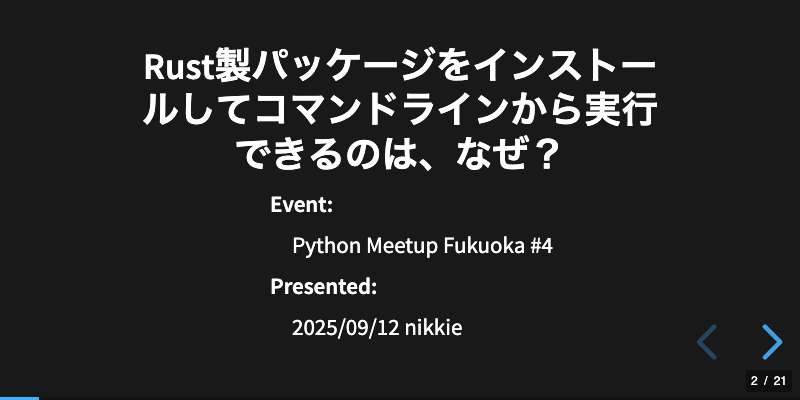 Rust製パッケージをインストー
ルしてコマンドラインから実行
できるのは、なぜ？
Event:
Python Meetup Fukuoka #4
Presented:
2025/09/12 nikkie
2 / 21